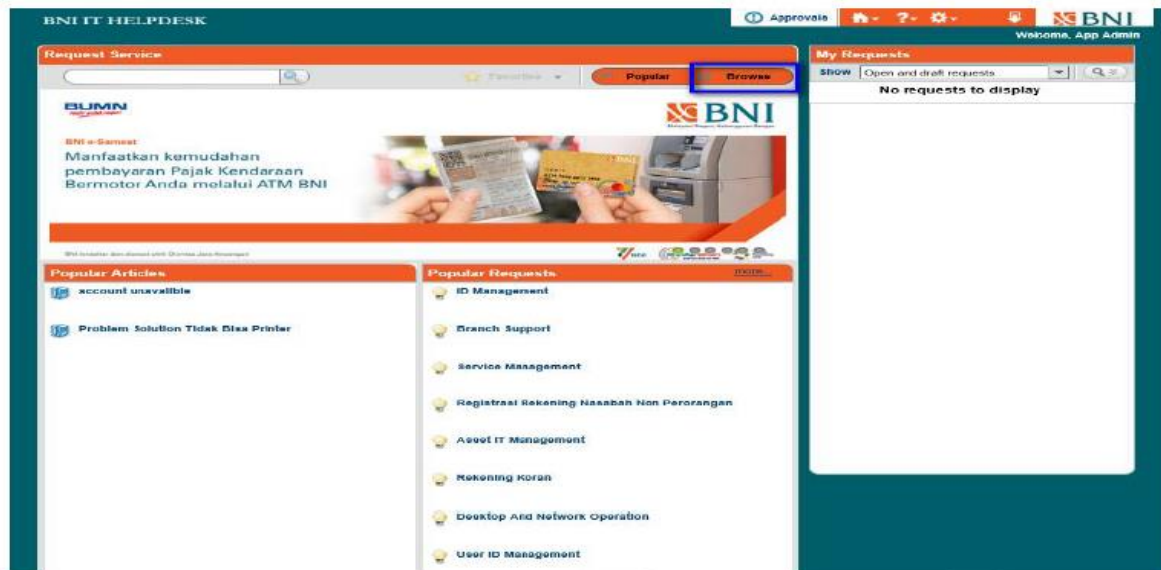 BNI IT HELPDESK
Approvals
BNI
Welcome, App Admin
Request Service
Favorites
Popular
Browse
BUMN
BNI
BNI e-Samsat
Manfaatkan kemudahan
pembayaran Pajak Kendaraan
Bermotor Anda melalui ATM BNI
My Requests
Show Open and draft requests
No requests to display
Popular Articles
account unavailible
Problem Solution Tidak Bisa Printer
Popular Requests
more...
ID Management
Branch Support
Service Management
Registrasi Rekening Nasabah Non Perorangan
Asset IT Management
Rekening Koran
Desktop And Network Operation
User ID Management